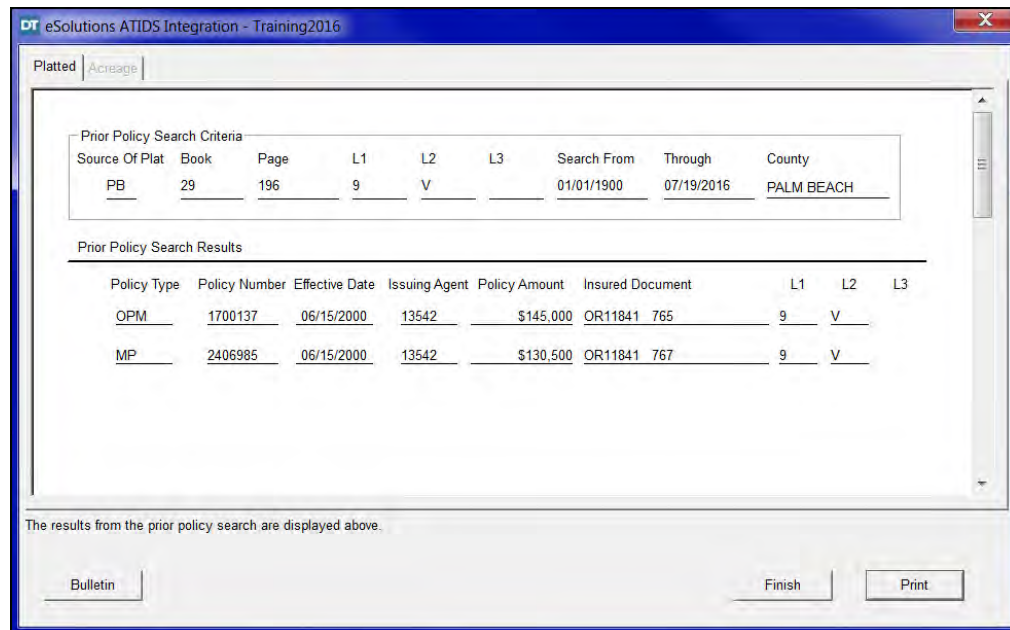 DT eSolutions ATIDS Integration - Training2016
X
Platted Acreage
Prior Policy Search Criteria
Source Of Plat Book Page L1 L2 L3 Search From Through County
PB 29 196 9 V 01/01/1900 07/19/2016 PALM BEACH
Prior Policy Search Results
Policy Type Policy Number Effective Date Issuing Agent Policy Amount Insured Document L1 L2 L3
OPM 1700137 06/15/2000 13542 $145,000 OR11841 765 9 V
MP 2406985 06/15/2000 13542 $130,500 OR11841 767 9 V
The results from the prior policy search are displayed above.
Bulletin Finish Print